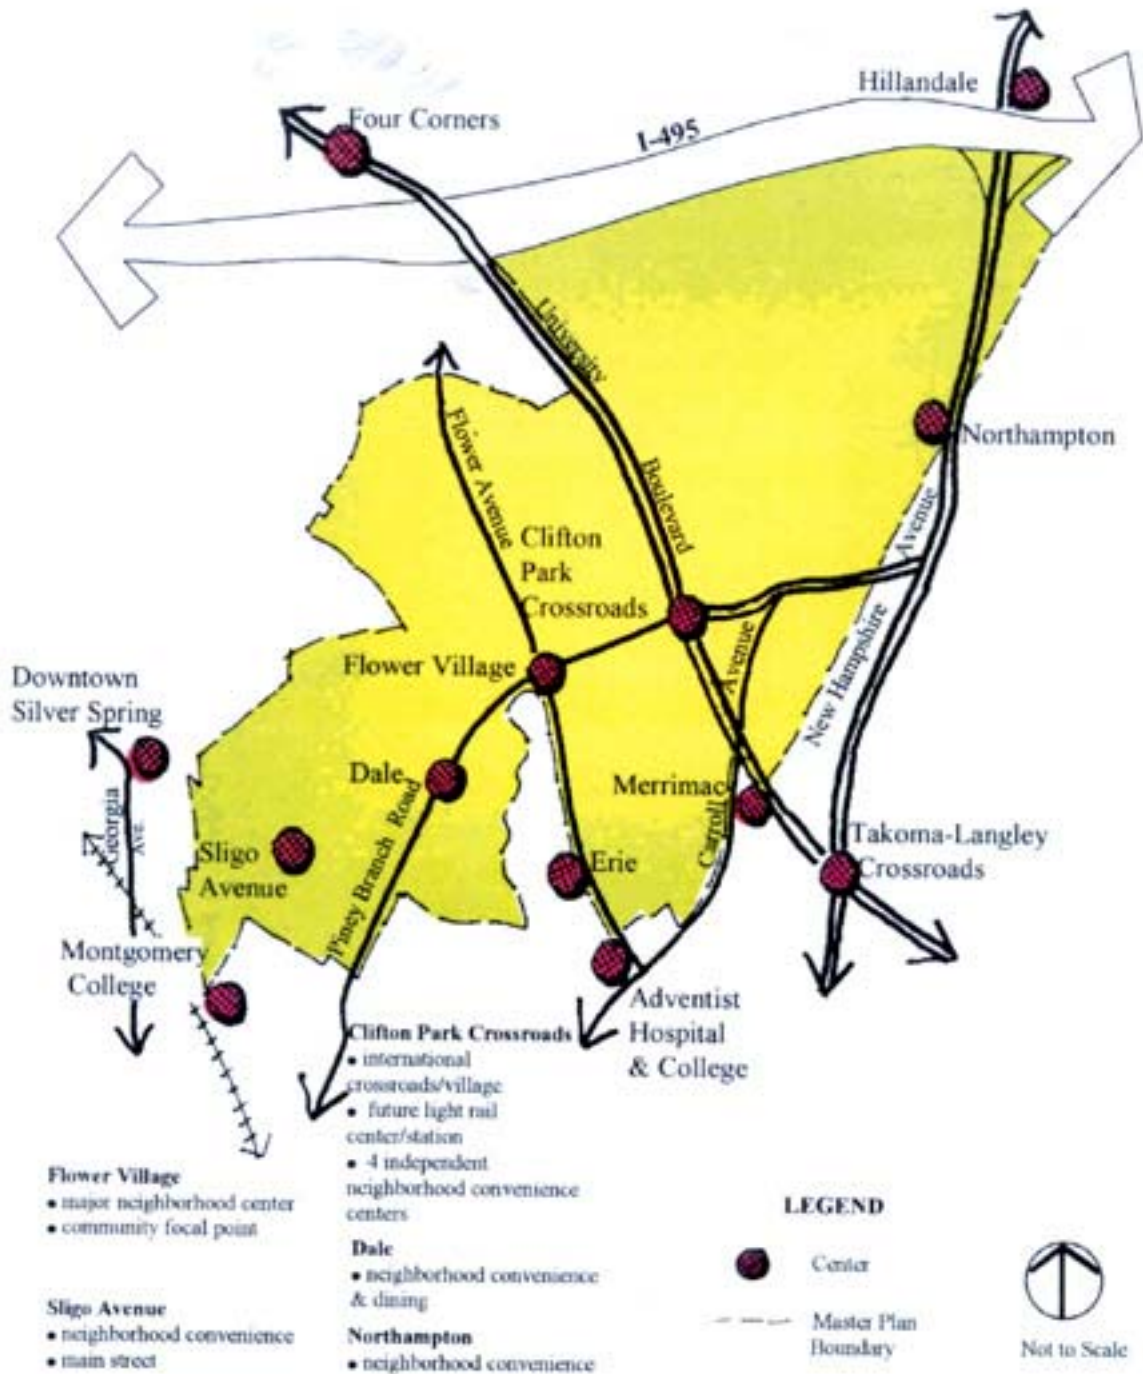 Hillandale
Four Corners
I-495
University
Boulevard
Flower Avenue
Northampton
Avenue
New Hampshire
Clifton
Park
Crossroads
Avenue
Carroll
Flower Village
Downtown
Silver Spring
Dale
Merrimac
Georgia
Ave.
Piney Branch Road
Sligo
Avenue
Erie
Takoma-Langley
Crossroads
Montgomery
College
Adventist
Hospital
& College
Clifton Park Crossroads
• international
crossroads/village
• future light rail
center/station
• 4 independent
neighborhood convenience
centers
Flower Village
• major neighborhood center
• community focal point
Dale
• neighborhood convenience
& dining
Sligo Avenue
• neighborhood convenience
• main street
Northampton
• neighborhood convenience
LEGEND
Center
Master Plan
Boundary
Not to Scale